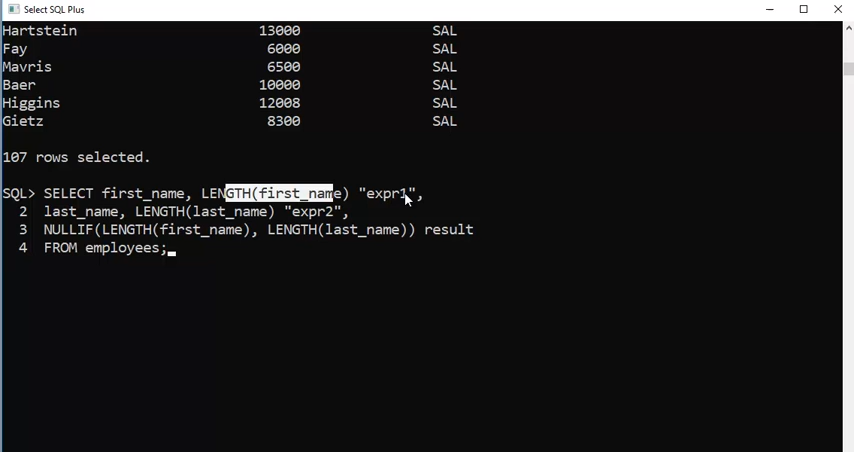 Select SQL Plus
Hartstein 13000 SAL
Fay 6000 SAL
Mavris 6500 SAL
Baer 10000 SAL
Higgins 12008 SAL
Gietz 8300 SAL
107 rows selected.
SQL> SELECT first_name, LENGTH(first_name) "expr1",
2 last_name, LENGTH(last_name) "expr2",
3 NULLIF(LENGTH(first_name), LENGTH(last_name)) result
4 FROM employees;